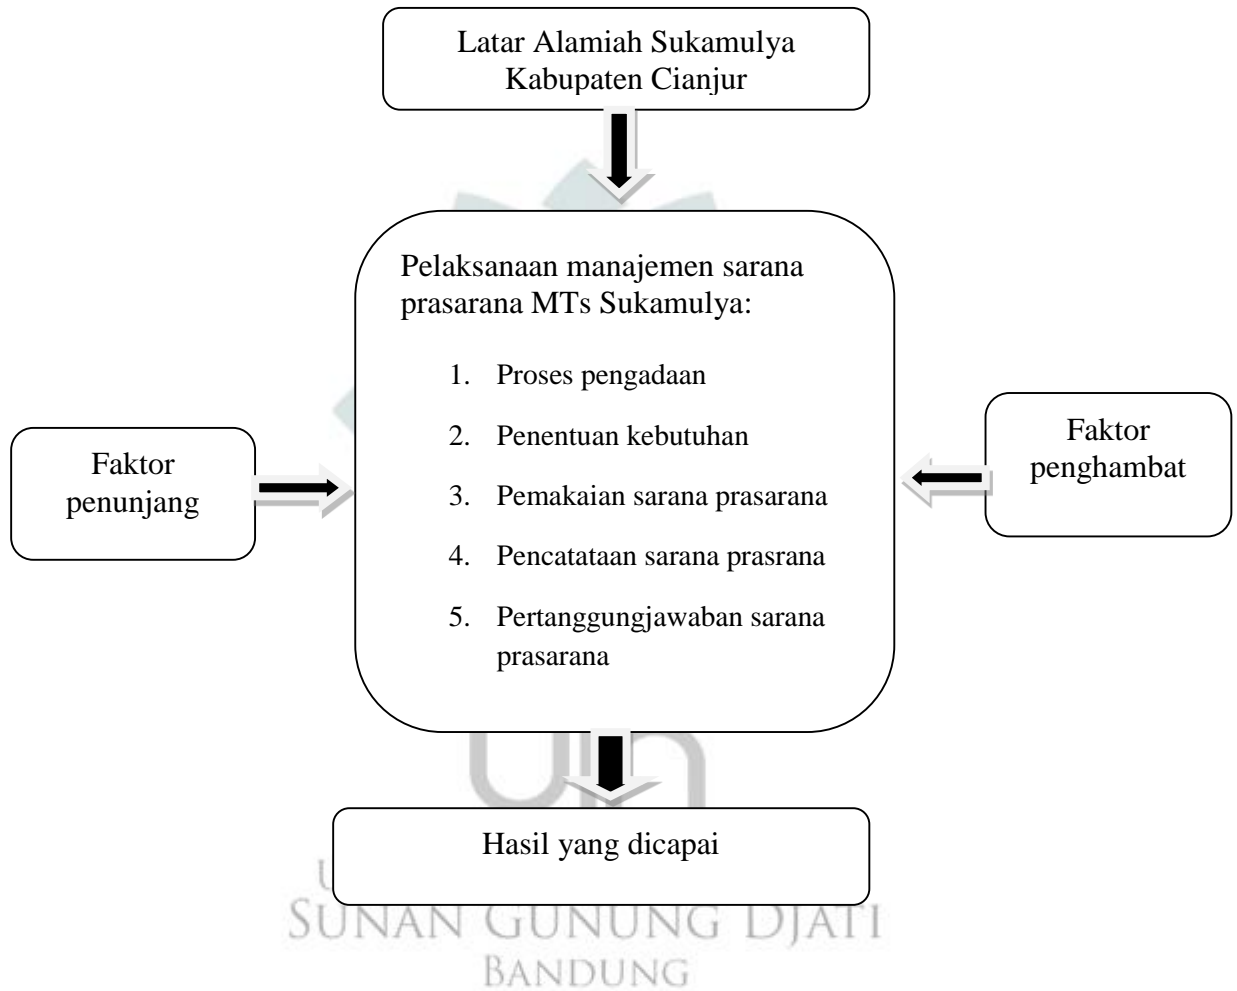 Latar Alamiah Sukamulya
Kabupaten Cianjur
Pelaksanaan manajemen sarana
prasarana MTs Sukamulya:
1. Proses pengadaan
2. Penentuan kebutuhan
3. Pemakaian sarana prasarana
4. Pencatataan sarana prasrana
5. Pertanggungjawaban sarana
prasarana
Faktor
penunjang
Faktor
penghambat
Hasil yang dicapai
SUNAN GUNUNG DJATI
BANDUNG